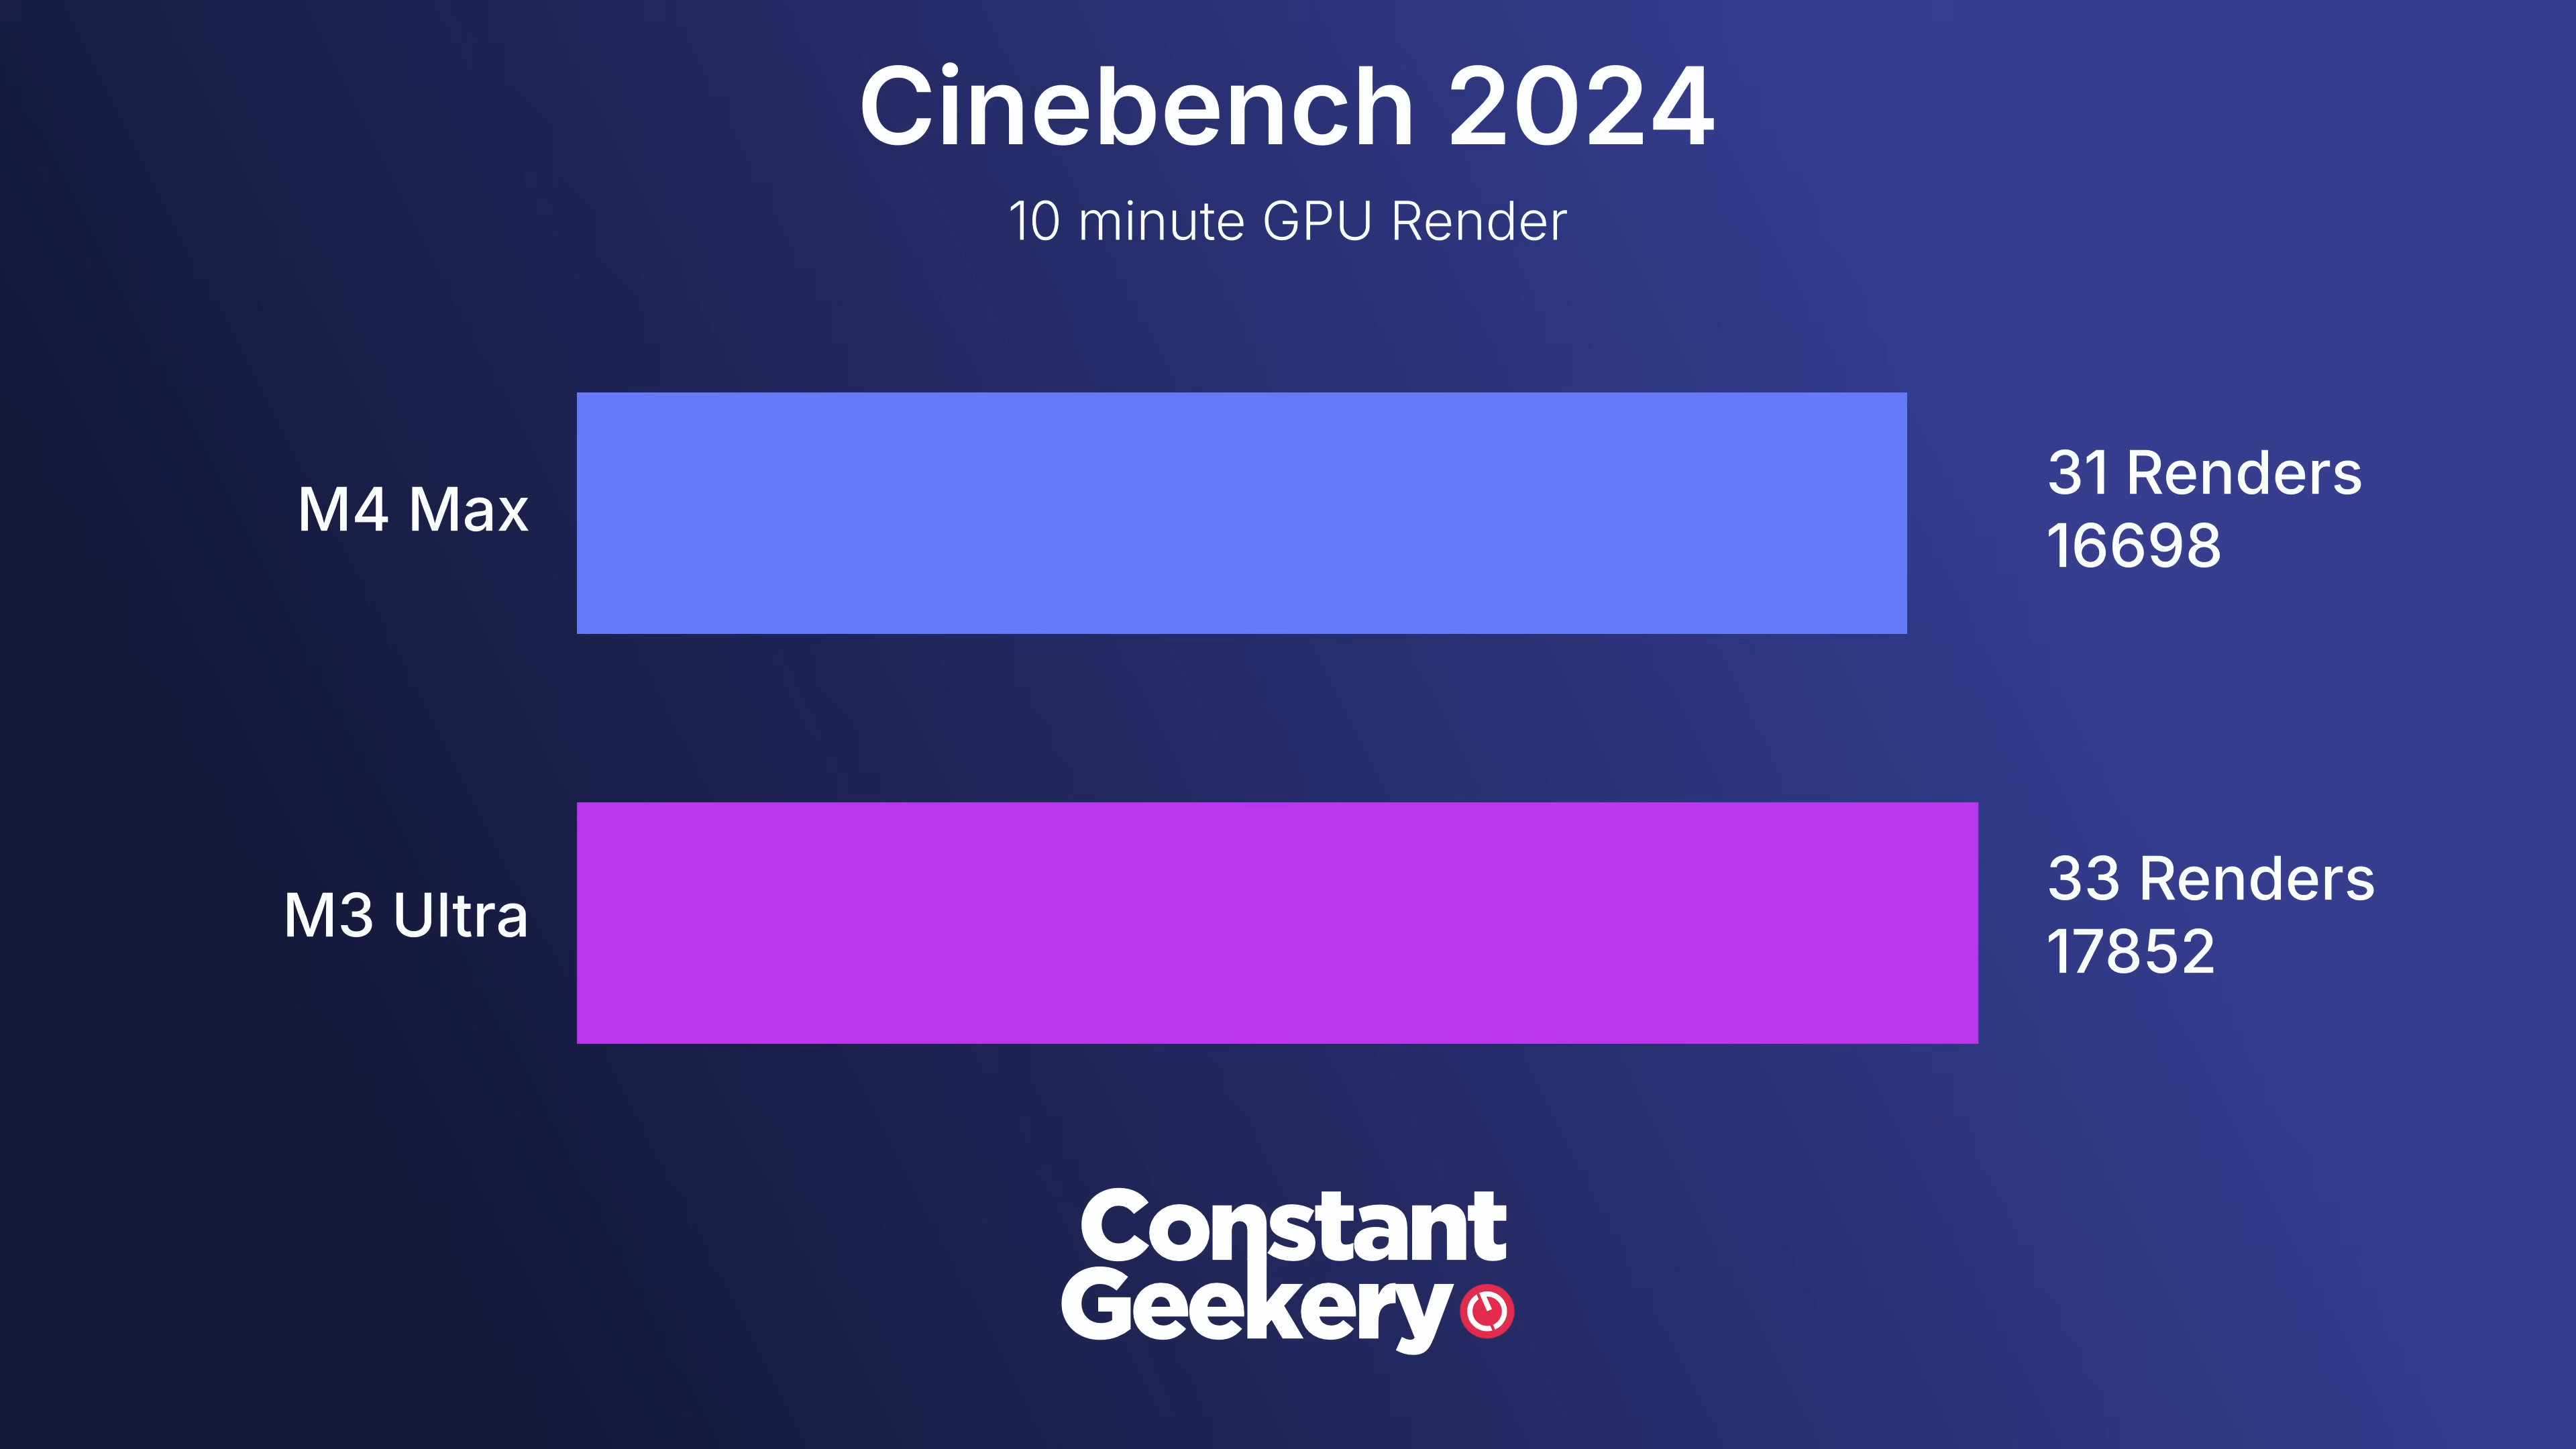 Cinebench 2024
10 minute GPU Render
M4 Max
31 Renders
16698
M3 Ultra
33 Renders
17852
Constant
Geekery